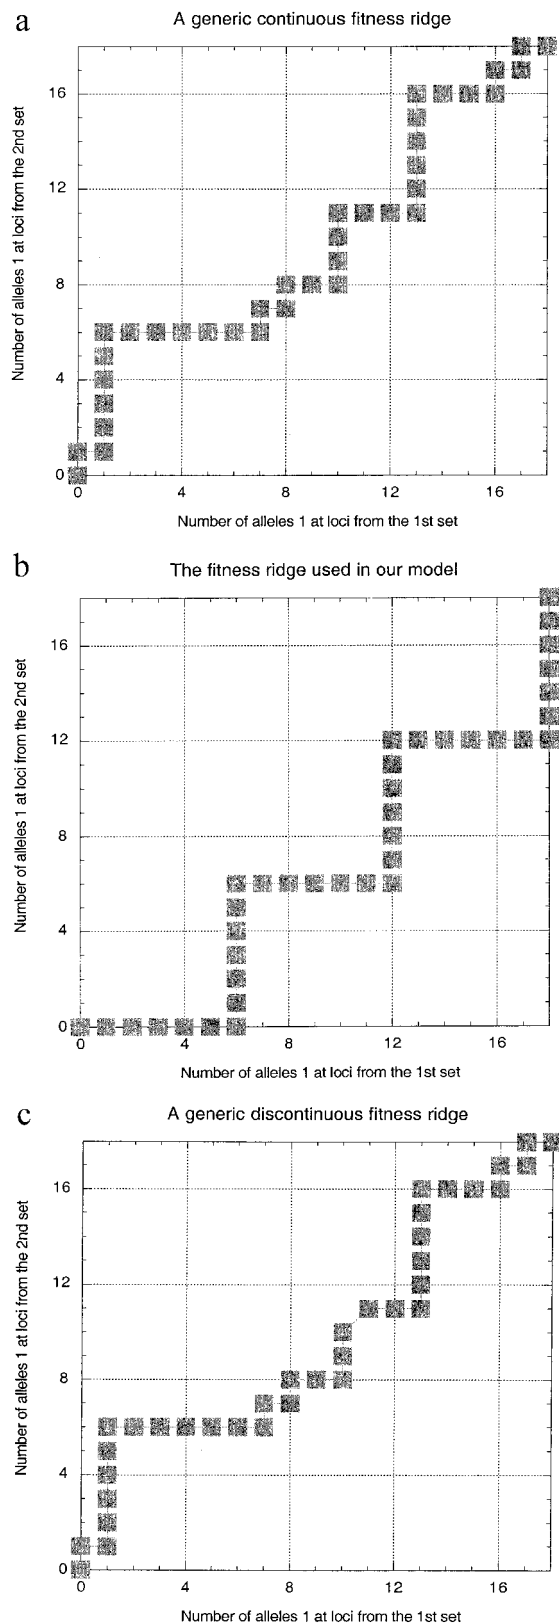 a
A generic continuous fitness ridge
Number of alleles 1 at loci from the 2nd set
16
12
8
4
0
0 4 8 12 16
Number of alleles 1 at loci from the 1st set
b
The fitness ridge used in our model
Number of alleles 1 at loci from the 2nd set
16
12
8
4
0
0 4 8 12 16
Number of alleles 1 at loci from the 1st set
c
A generic discontinuous fitness ridge
Number of alleles 1 at loci from the 2nd set
16
12
8
4
0
0 4 8 12 16
Number of alleles 1 at loci from the 1st set